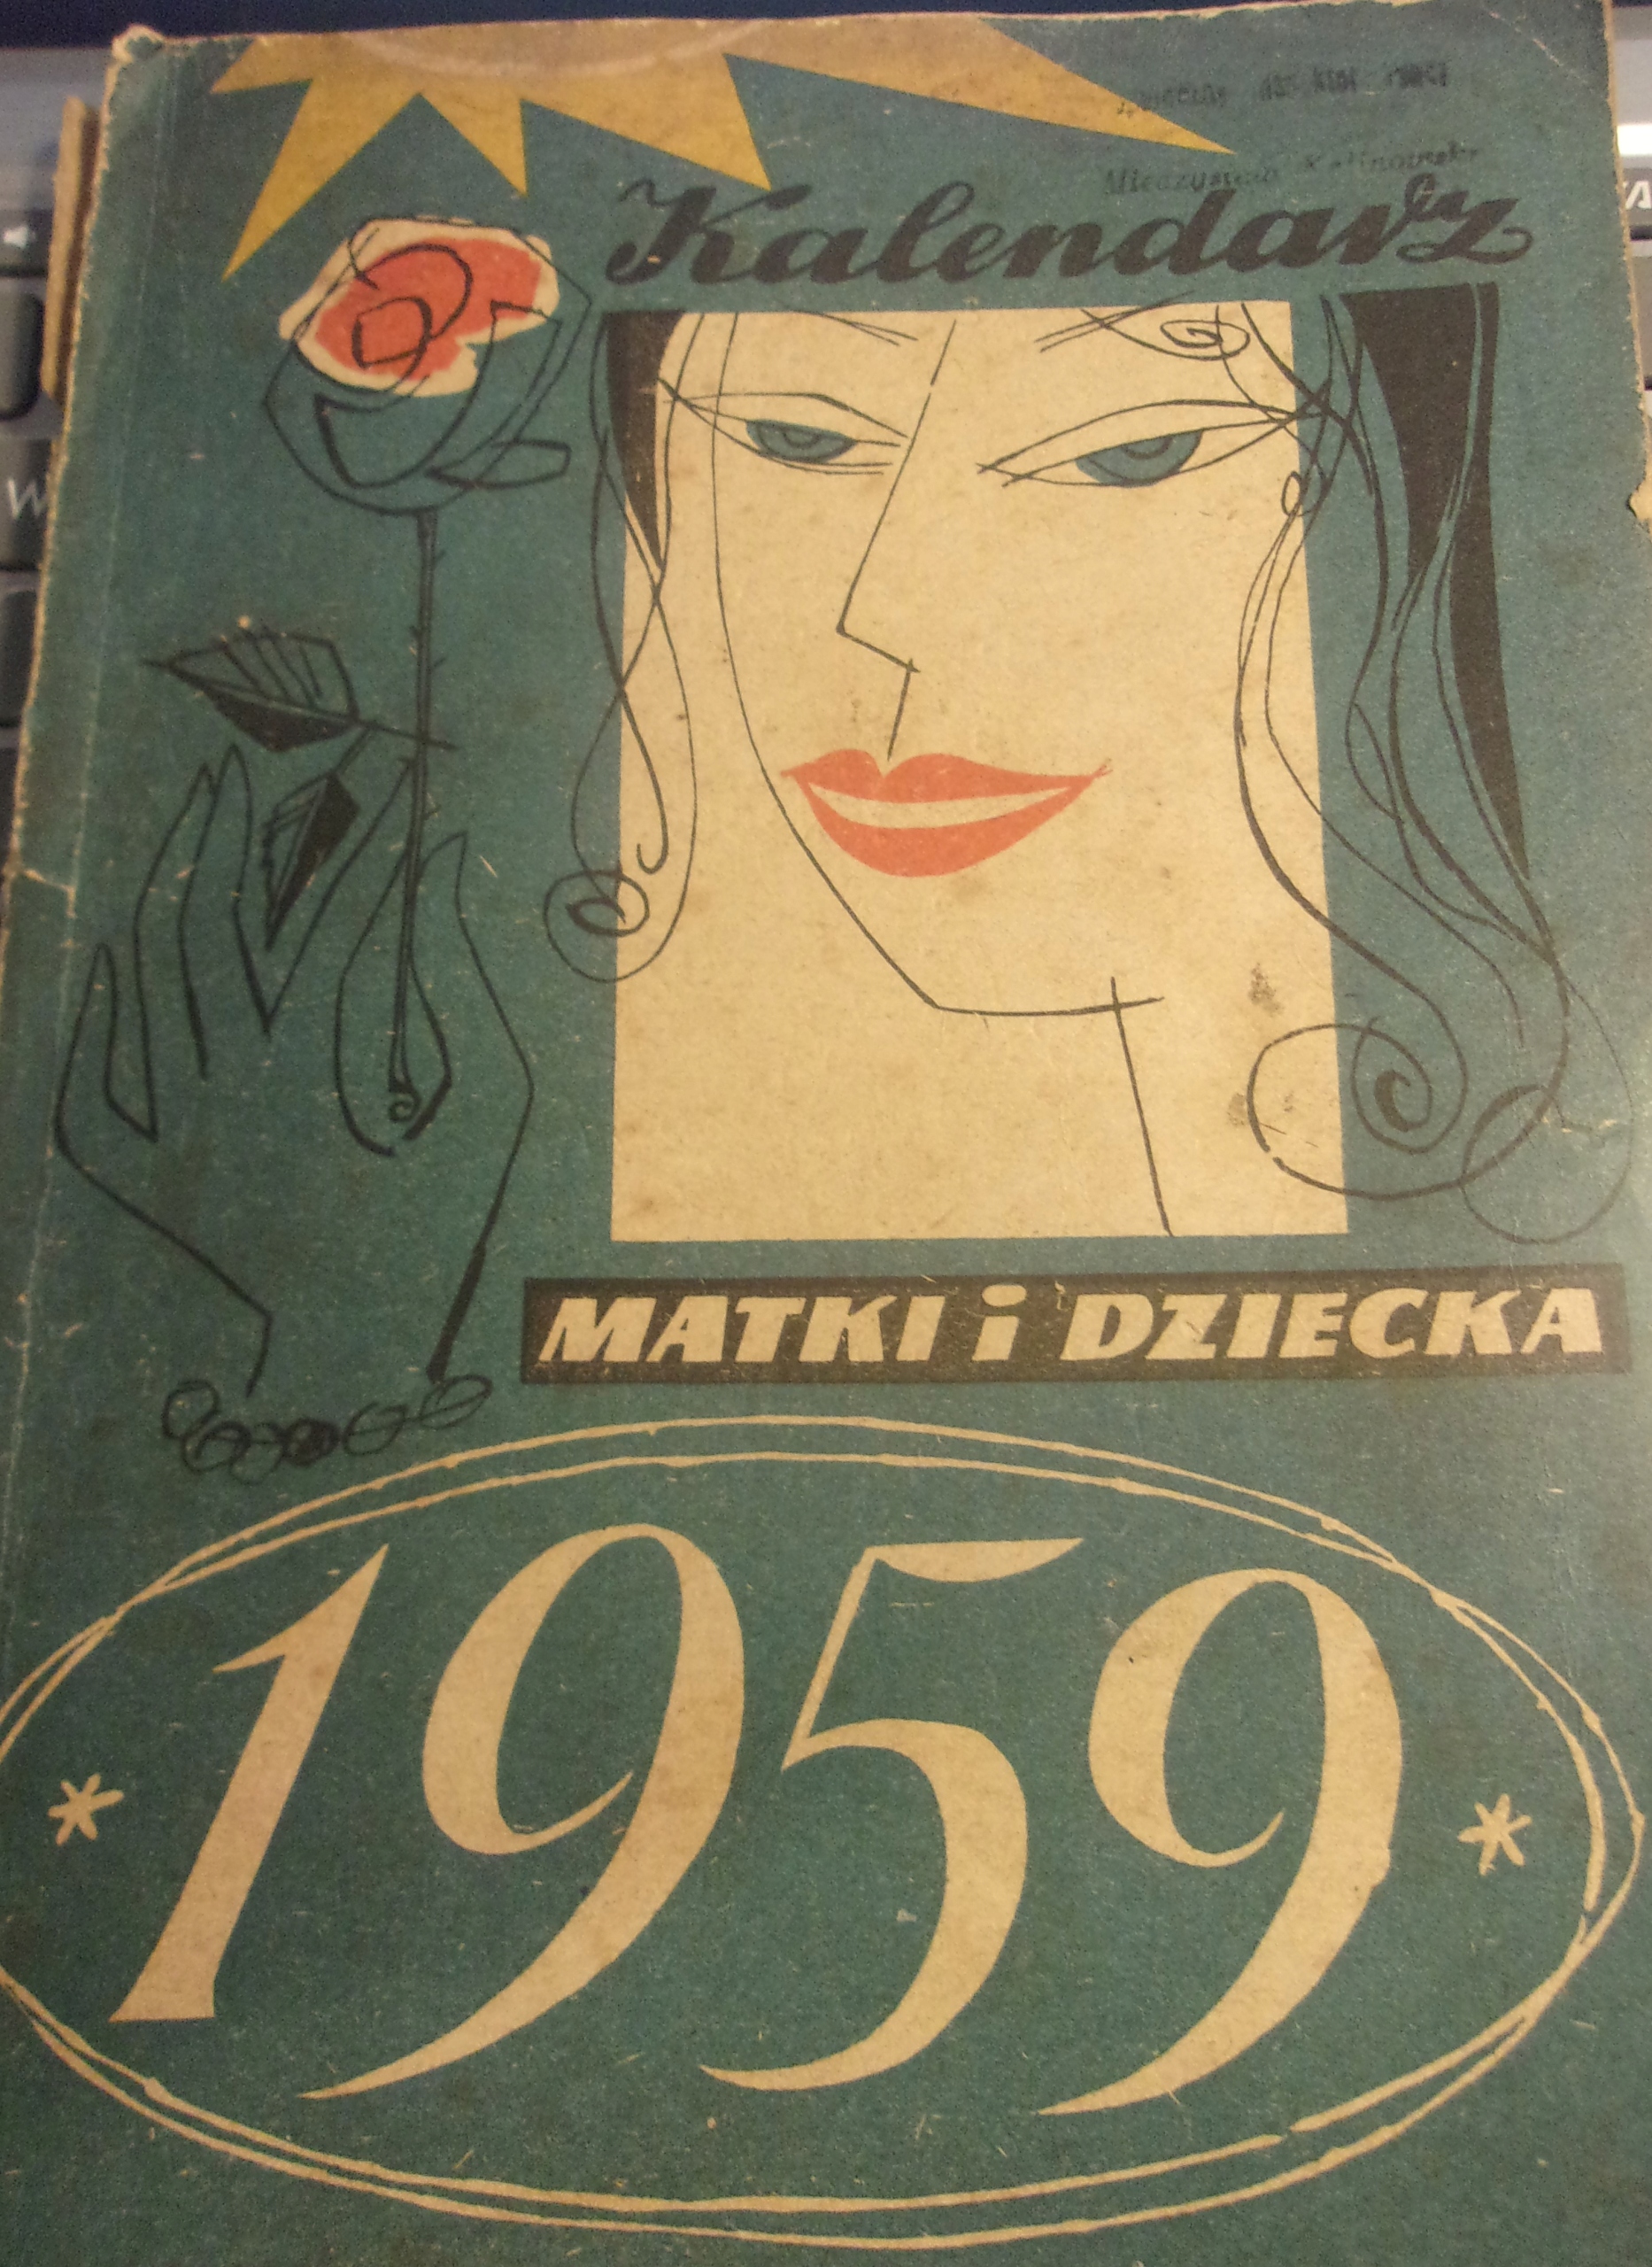 Kalendarz
MATKI i DZIECKA
* 1959 *
W